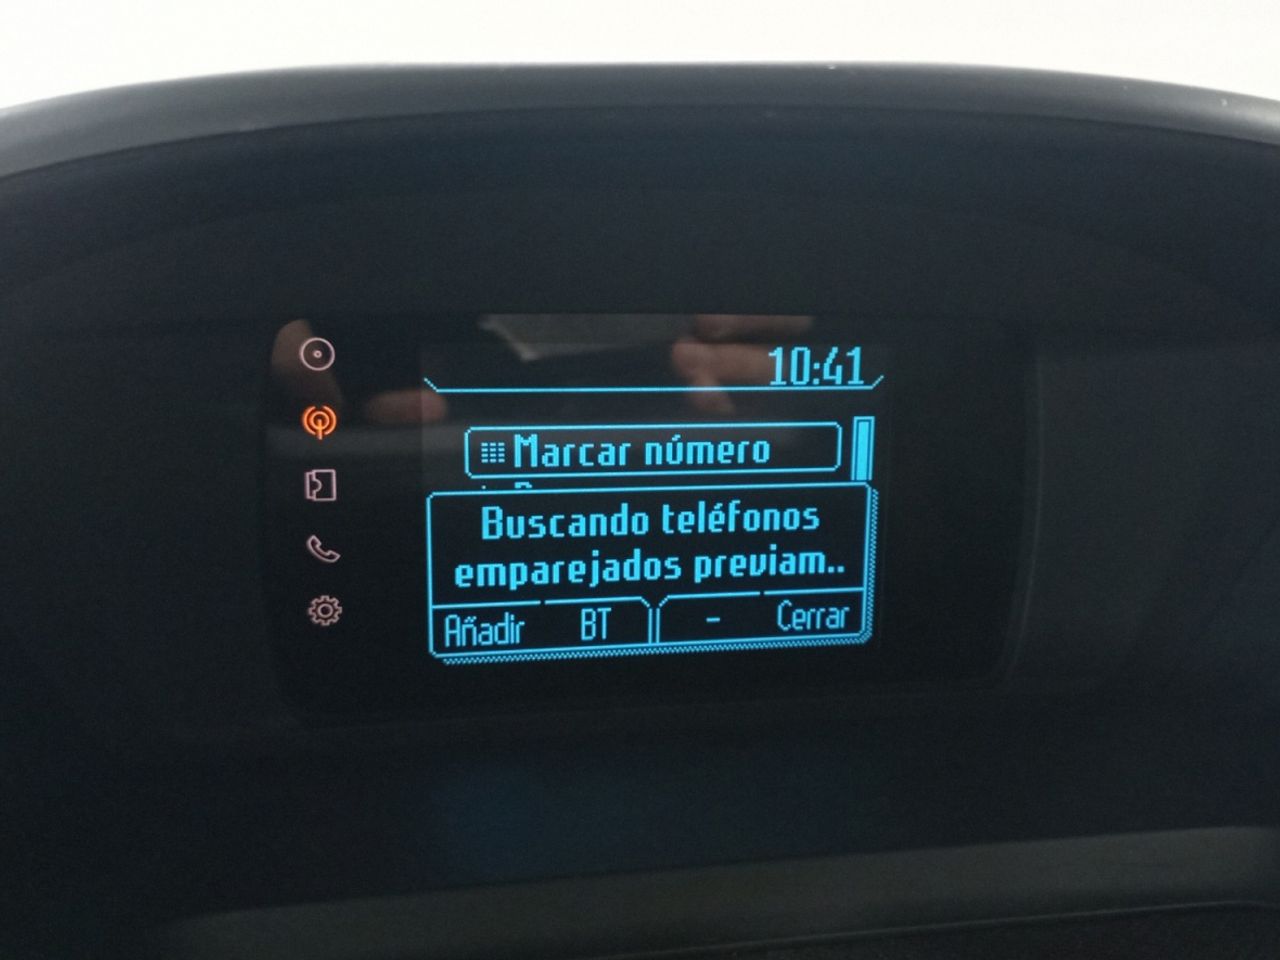 10:41
Marcar número
Buscando teléfonos
emparejados previam..
Añadir BT - Cerrar